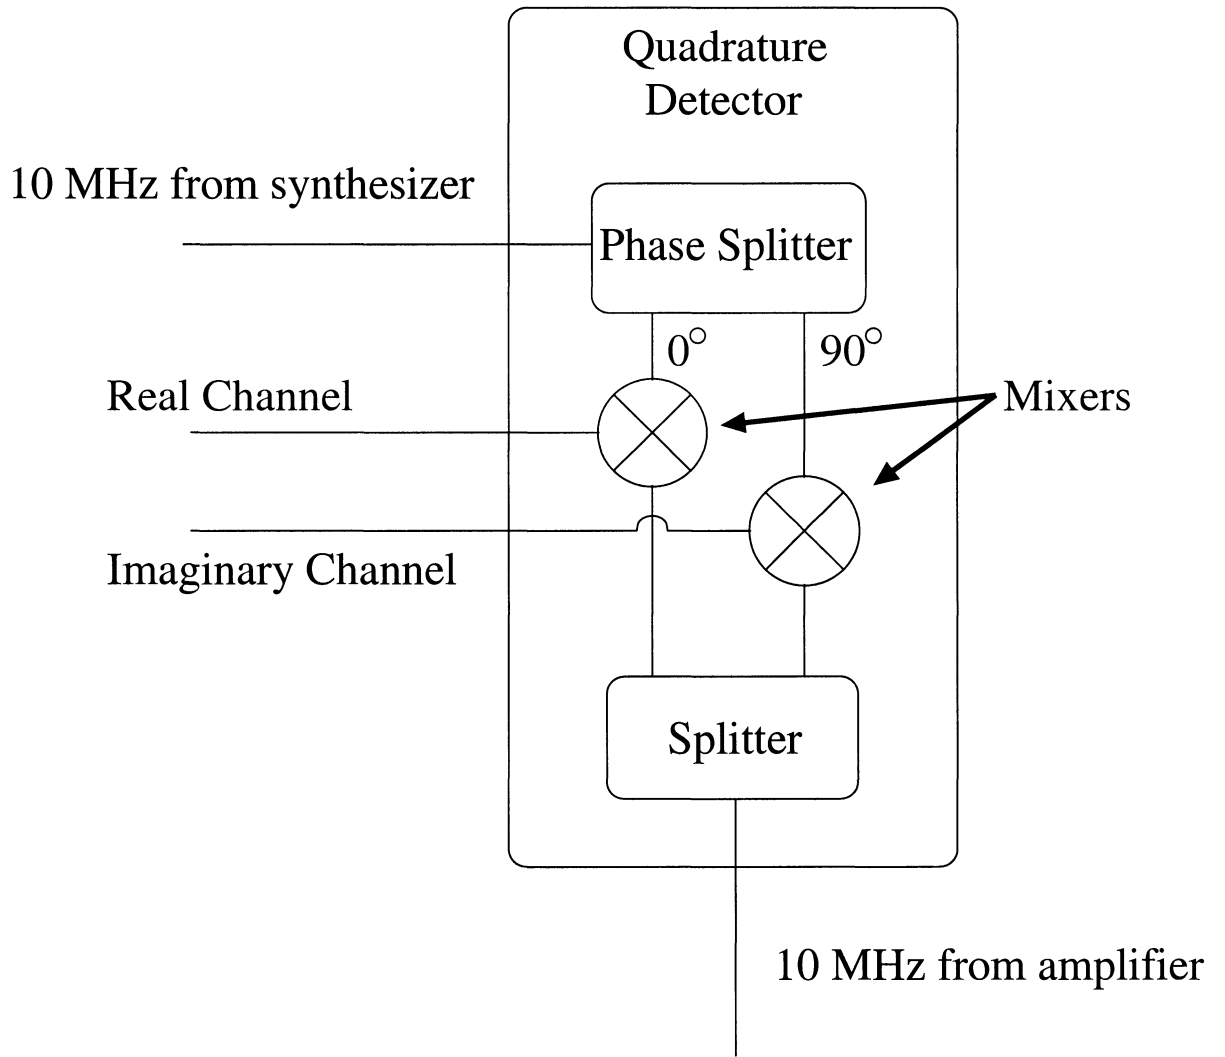 Quadrature
Detector
10 MHz from synthesizer
Phase Splitter
0°
90°
Real Channel
Mixers
Imaginary Channel
Splitter
10 MHz from amplifier